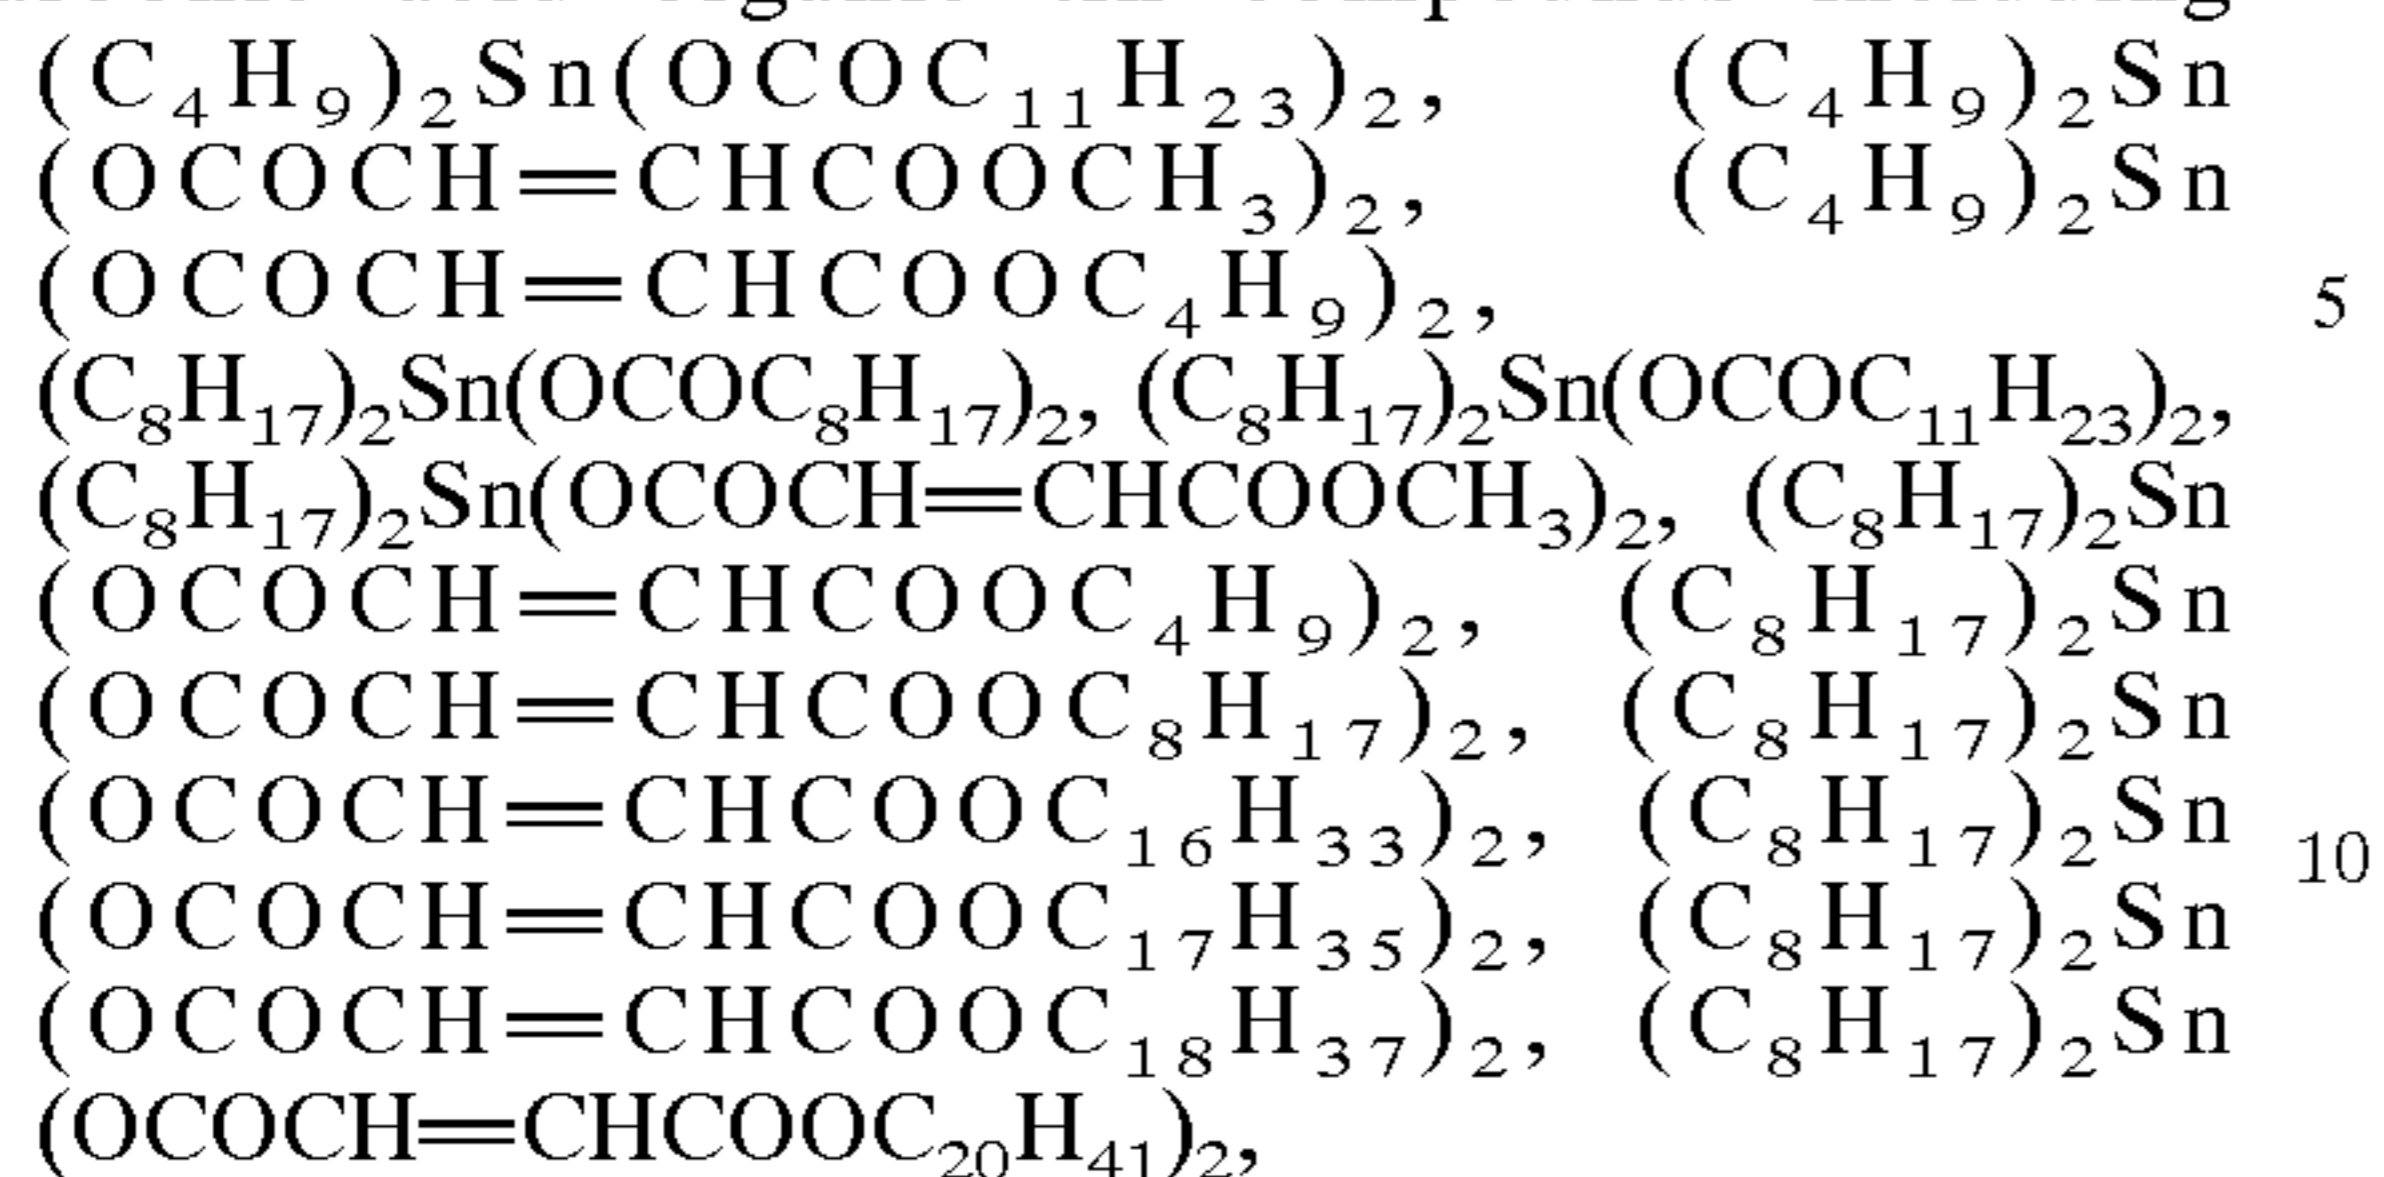 (C₄H₉)₂Sn(OCOC₁₁H₂₃)₂, (C₄H₉)₂Sn
(OCOCH=CHCOOCH₃)₂, (C₄H₉)₂Sn
(OCOCH=CHCOOC₄H₉)₂, 5
(C₈H₁₇)₂Sn(OCOC₈H₁₇)₂, (C₈H₁₇)₂Sn(OCOC₁₁H₂₃)₂,
(C₈H₁₇)₂Sn(OCOCH=CHCOOCH₃)₂, (C₈H₁₇)₂Sn
(OCOCH=CHCOOC₄H₉)₂, (C₈H₁₇)₂Sn
(OCOCH=CHCOOC₈H₁₇)₂, (C₈H₁₇)₂Sn
(OCOCH=CHCOOC₁₆H₃₃)₂, (C₈H₁₇)₂Sn 10
(OCOCH=CHCOOC₁₇H₃₅)₂, (C₈H₁₇)₂Sn
(OCOCH=CHCOOC₁₈H₃₇)₂, (C₈H₁₇)₂Sn
(OCOCH=CHCOOC₂₀H₄₁)₂,